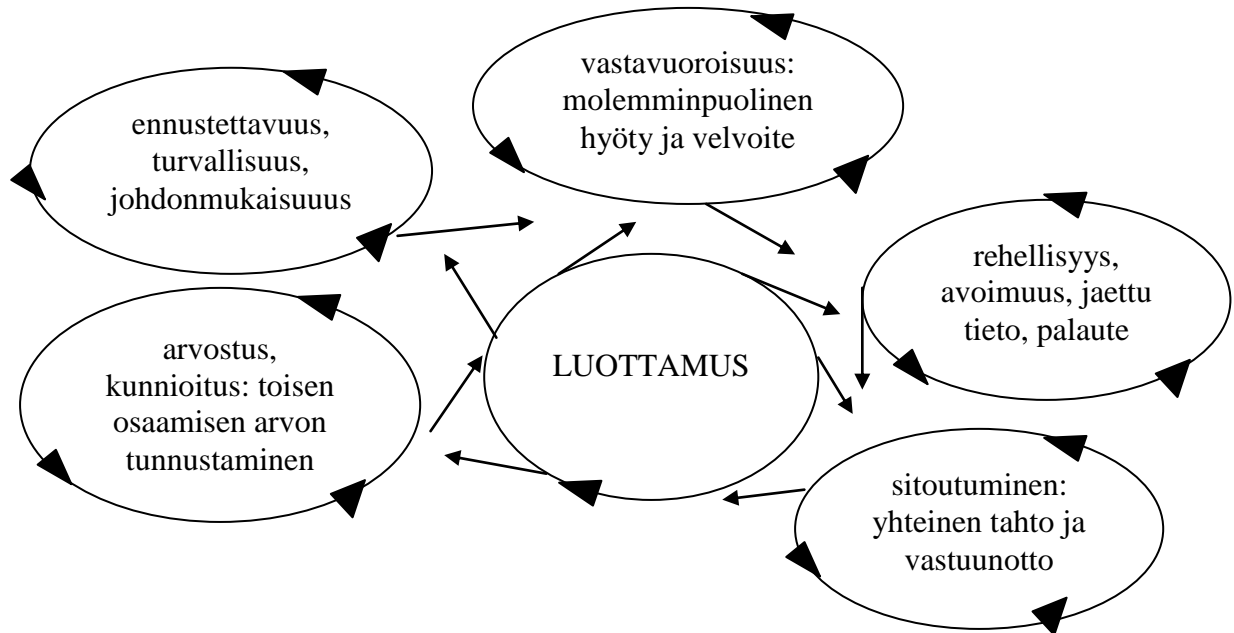 vastavuoroisuus:
molemminpuolinen
hyöty ja velvoite
ennustettavuus,
turvallisuus,
johdonmukaisuuus
rehellisyys,
avoimuus, jaettu
tieto, palaute
arvostus,
kunnioitus: toisen
osaamisen arvon
tunnustaminen
LUOTTAMUS
sitoutuminen:
yhteinen tahto ja
vastuunotto